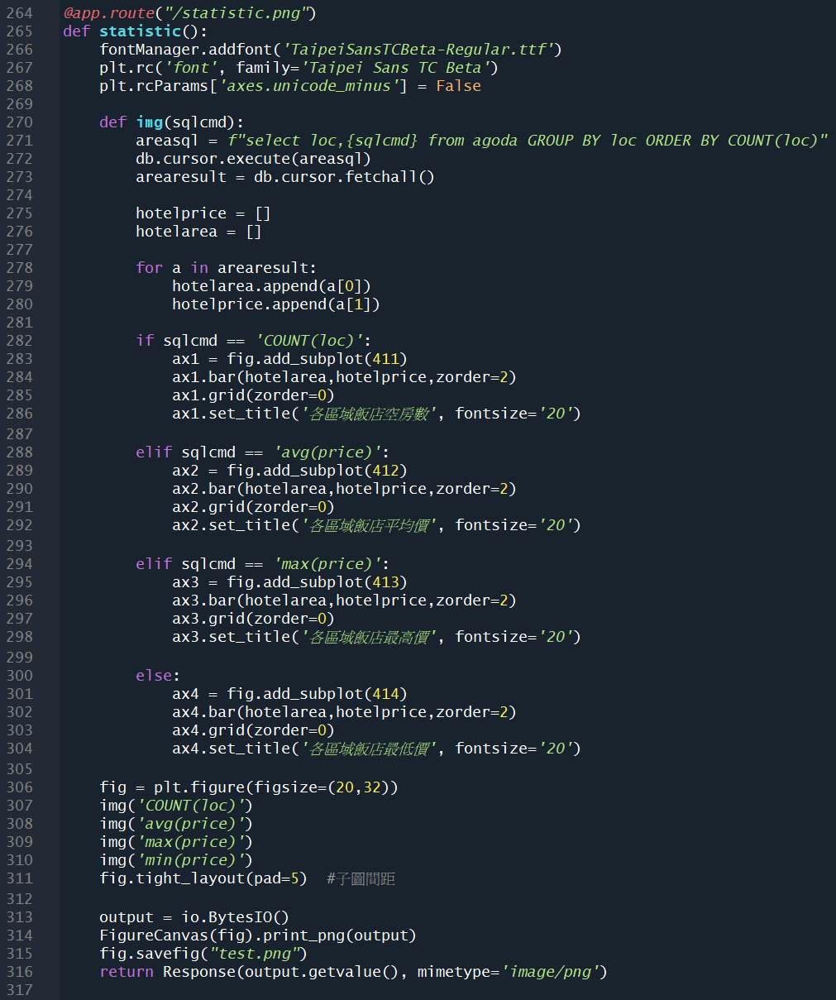 264 @app.route("/statistic.png")
265 def statistic():
266     fontManager.addfont('TaipeiSansTCBeta-Regular.ttf')
267     plt.rc('font', family='Taipei Sans TC Beta')
268     plt.rcParams['axes.unicode_minus'] = False
269
270     def img(sqlcmd):
271         areasql = f"select loc,{sqlcmd} from agoda GROUP BY loc ORDER BY COUNT(loc)"
272         db.cursor.execute(areasql)
273         arearesult = db.cursor.fetchall()
274
275         hotelprice = []
276         hotelarea = []
277
278         for a in arearesult:
279             hotelarea.append(a[0])
280             hotelprice.append(a[1])
281
282         if sqlcmd == 'COUNT(loc)':
283             ax1 = fig.add_subplot(411)
284             ax1.bar(hotelarea,hotelprice,zorder=2)
285             ax1.grid(zorder=0)
286             ax1.set_title('各區域飯店空房數', fontsize='20')
287
288         elif sqlcmd == 'avg(price)':
289             ax2 = fig.add_subplot(412)
290             ax2.bar(hotelarea,hotelprice,zorder=2)
291             ax2.grid(zorder=0)
292             ax2.set_title('各區域飯店平均價', fontsize='20')
293
294         elif sqlcmd == 'max(price)':
295             ax3 = fig.add_subplot(413)
296             ax3.bar(hotelarea,hotelprice,zorder=2)
297             ax3.grid(zorder=0)
298             ax3.set_title('各區域飯店最高價', fontsize='20')
299
300         else:
301             ax4 = fig.add_subplot(414)
302             ax4.bar(hotelarea,hotelprice,zorder=2)
303             ax4.grid(zorder=0)
304             ax4.set_title('各區域飯店最低價', fontsize='20')
305
306     fig = plt.figure(figsize=(20,32))
307     img('COUNT(loc)')
308     img('avg(price)')
309     img('max(price)')
310     img('min(price)')
311     fig.tight_layout(pad=5)  #子圖間距
312
313     output = io.BytesIO()
314     FigureCanvas(fig).print_png(output)
315     fig.savefig("test.png")
316     return Response(output.getvalue(), mimetype='image/png')
317